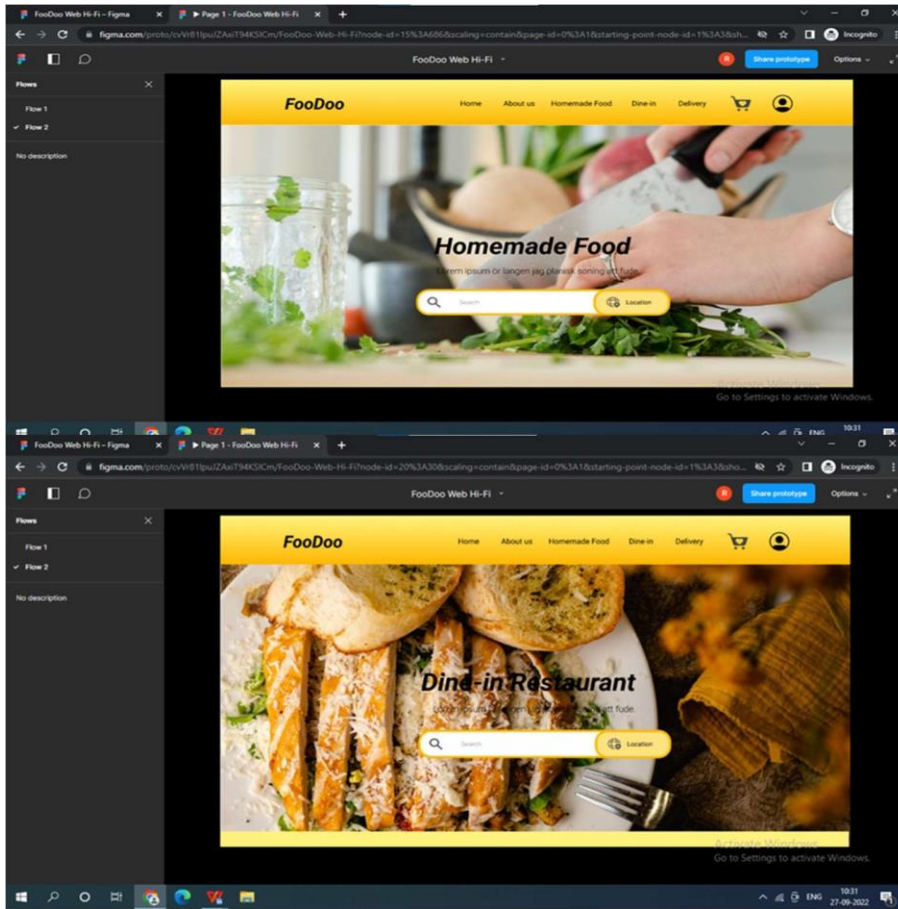 FooDoo Web Hi-Fi – Figma
Page 1 - FooDoo Web Hi-Fi
Incognito
FooDoo Web Hi-Fi
R
Share prototype
Options
Flows
Flow 1
Flow 2
No description
FooDoo
Home About us Homemade Food Dine-in Delivery
Homemade Food
Search Location
Activate Windows
Go to Settings to activate Windows.
ENG 10:31
FooDoo Web Hi-Fi – Figma
Page 1 - FooDoo Web Hi-Fi
Incognito
FooDoo Web Hi-Fi
R
Share prototype
Options
Flows
Flow 1
Flow 2
No description
FooDoo
Home About us Homemade Food Dine-in Delivery
Dine-in Restaurant
Search Location
Activate Windows
Go to Settings to activate Windows.
ENG 10:31
27-09-2022